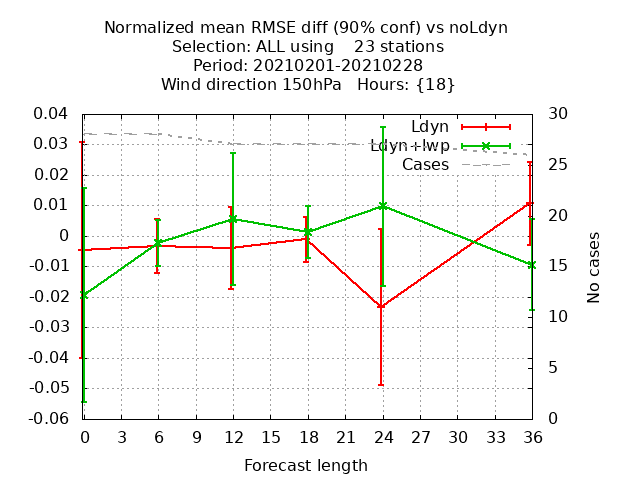 Normalized mean RMSE diff (90% conf) vs noLdyn
Selection: ALL using    23 stations
Period: 20210201-20210228
Wind direction 150hPa   Hours: {18}
0.04
0.03
0.02
0.01
0
-0.01
-0.02
-0.03
-0.04
-0.05
-0.06
Ldyn
Ldyn+lwp
Cases
30
25
20
15
10
5
0
No cases
0 3 6 9 12 15 18 21 24 27 30 33 36
Forecast length